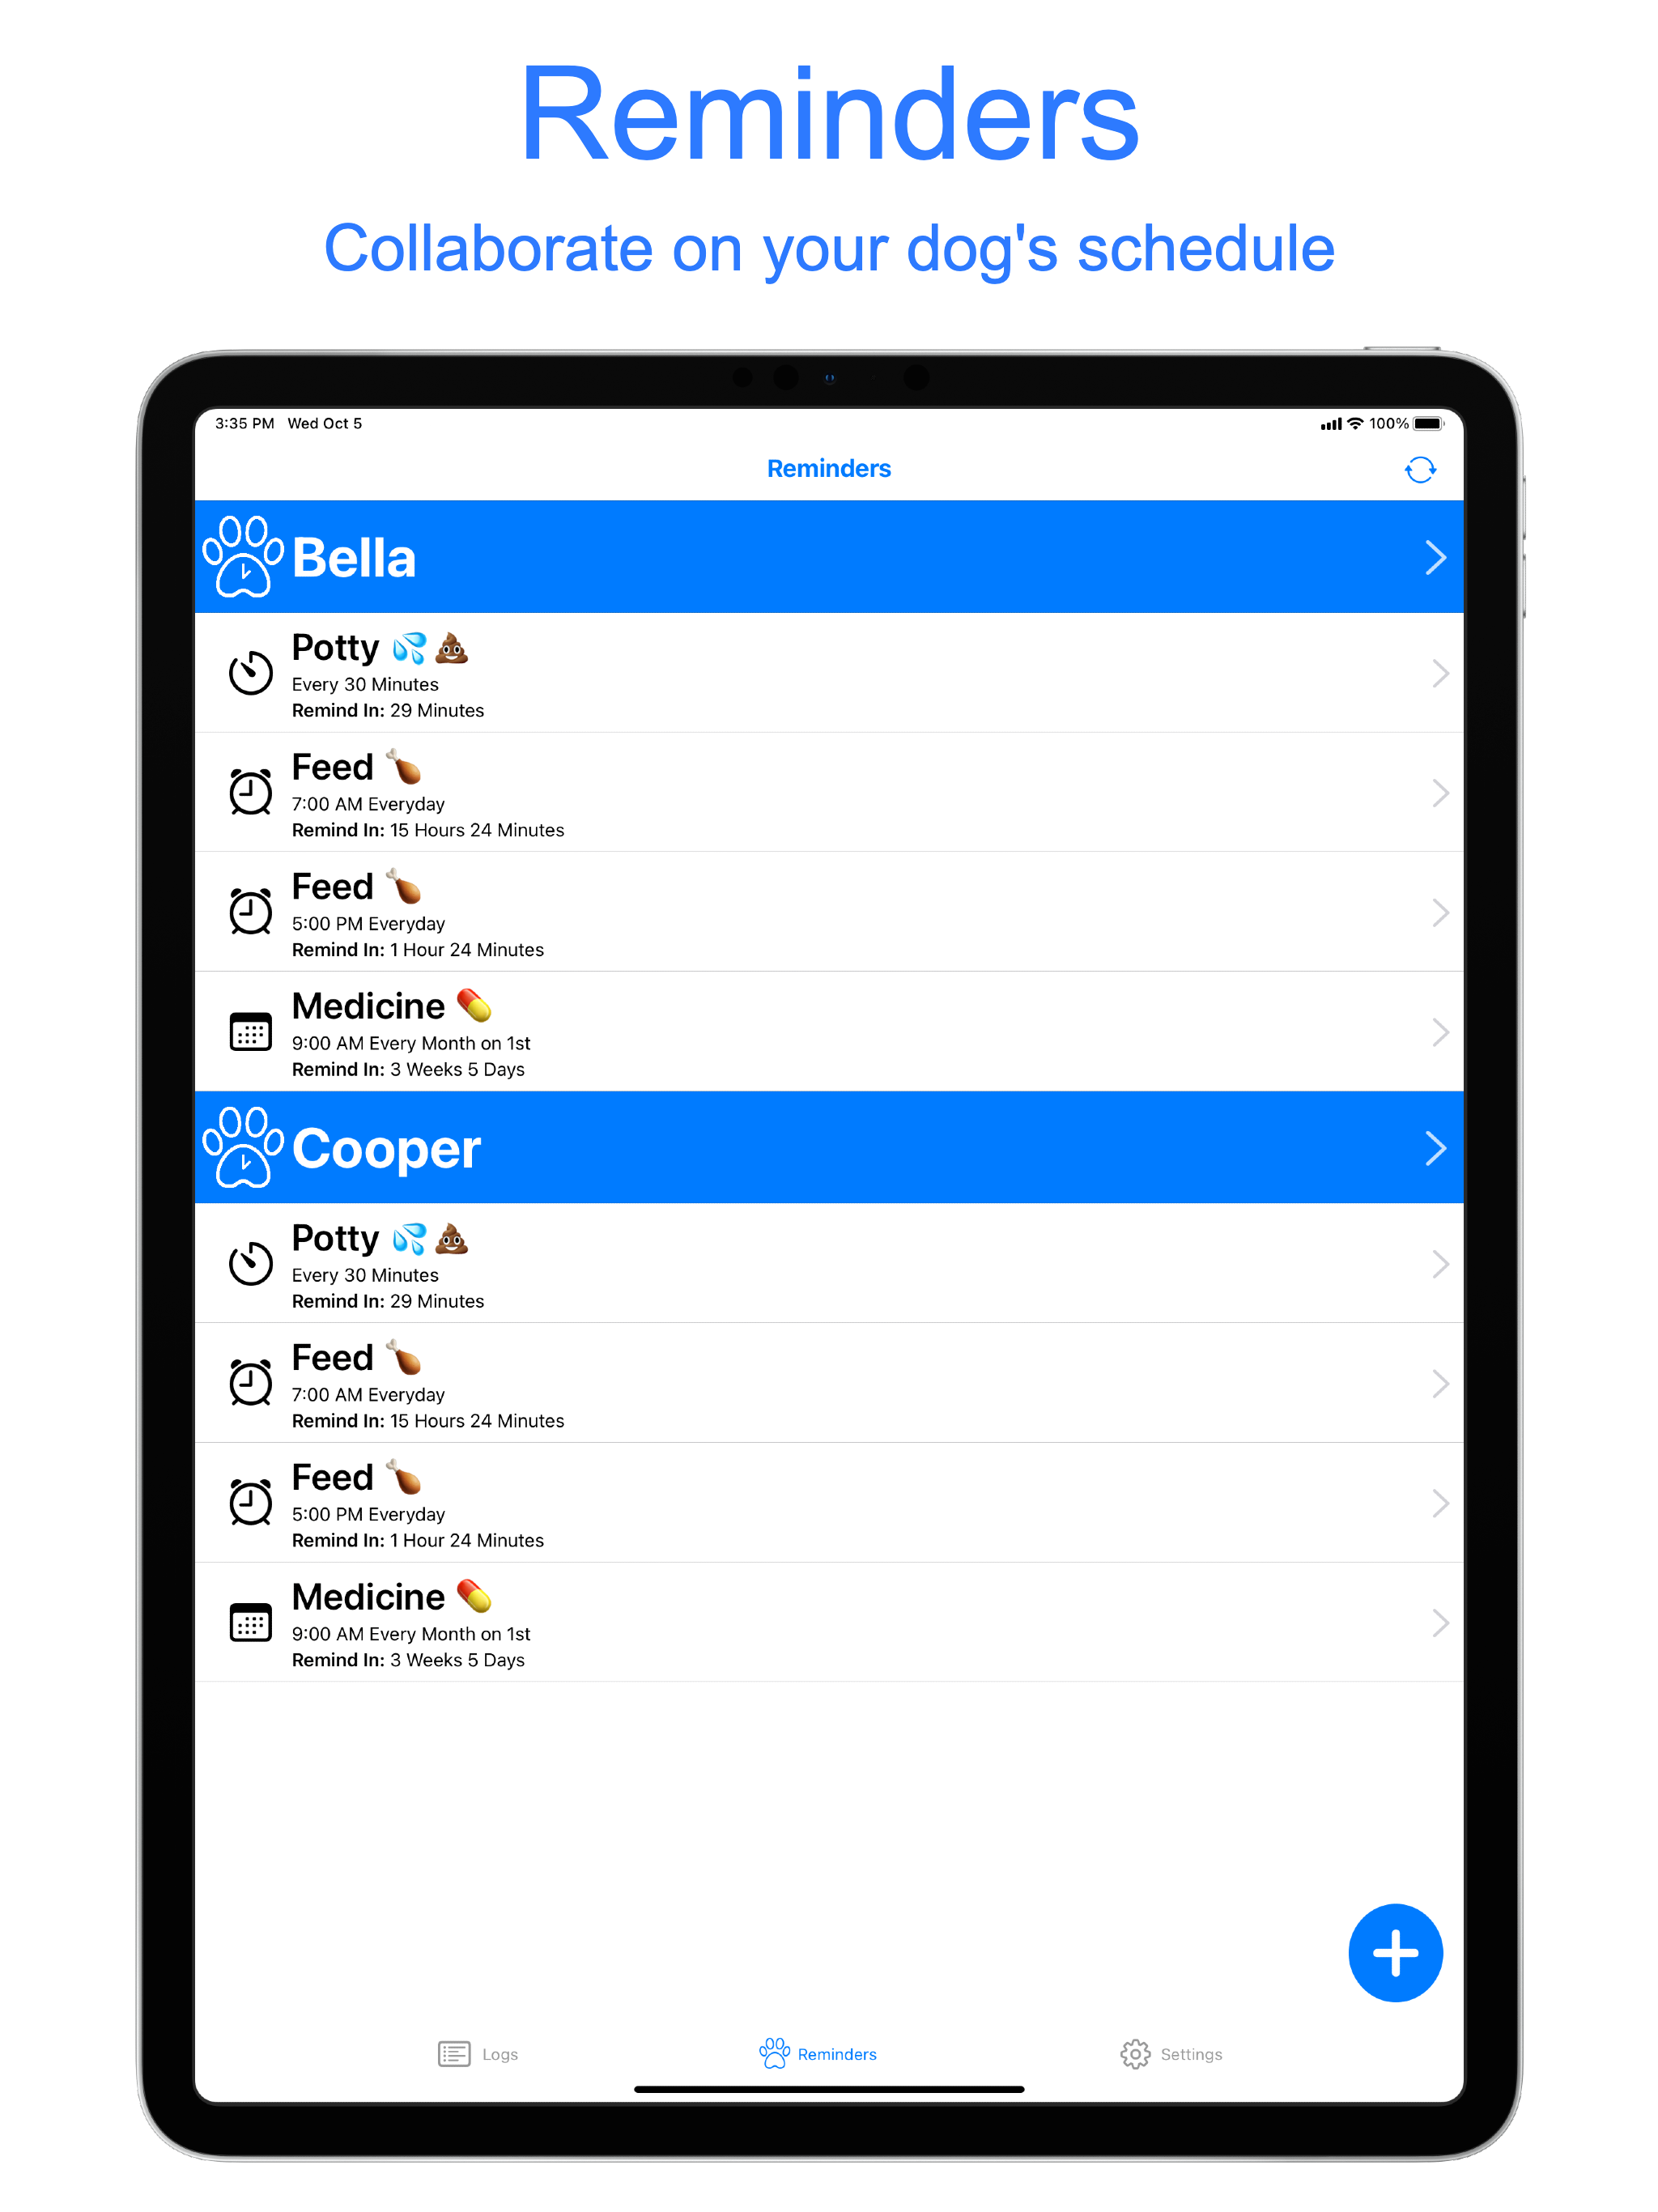 Reminders
Collaborate on your dog's schedule
3:35 PM Wed Oct 5
100%
Reminders
Bella
Potty 💦💩
Every 30 Minutes
Remind In: 29 Minutes
Feed 🍗
7:00 AM Everyday
Remind In: 15 Hours 24 Minutes
Feed 🍗
5:00 PM Everyday
Remind In: 1 Hour 24 Minutes
Medicine 💊
9:00 AM Every Month on 1st
Remind In: 3 Weeks 5 Days
Cooper
Potty 💦💩
Every 30 Minutes
Remind In: 29 Minutes
Feed 🍗
7:00 AM Everyday
Remind In: 15 Hours 24 Minutes
Feed 🍗
5:00 PM Everyday
Remind In: 1 Hour 24 Minutes
Medicine 💊
9:00 AM Every Month on 1st
Remind In: 3 Weeks 5 Days
Logs Reminders Settings